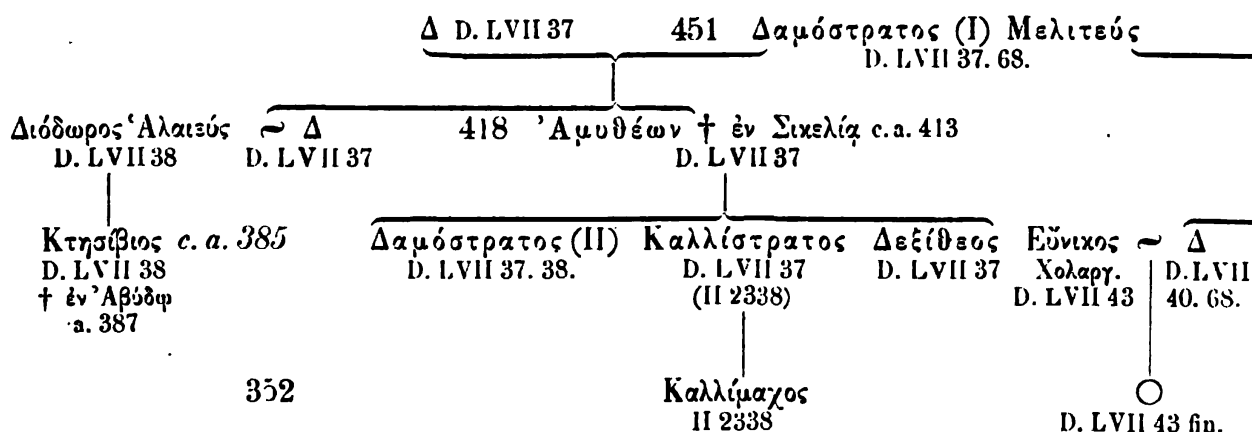 Δ D. LVII 37 451 Δαμόστρατος (I) Μελιτεύς
D. LVII 37. 68.
Διόδωρος Ἁλαιεύς ~ Δ 418 Ἀμυθέων † ἐν Σικελίᾳ c.a. 413
D. LVII 38 D. LVII 37 D. LVII 37
Κτησίβιος c. a. 385 Δαμόστρατος (II) Καλλίστρατος Δεξίθεος Εὔνικος ~ Δ
D. LVII 38 D. LVII 37. 38. D. LVII 37 D. LVII 37 Χολαργ. D. LVII
† ἐν Ἀβύδῳ (II 2338) D. LVII 43 40. 68.
a. 387
352 Καλλίμαχος
II 2338 D. LVII 43 fin.